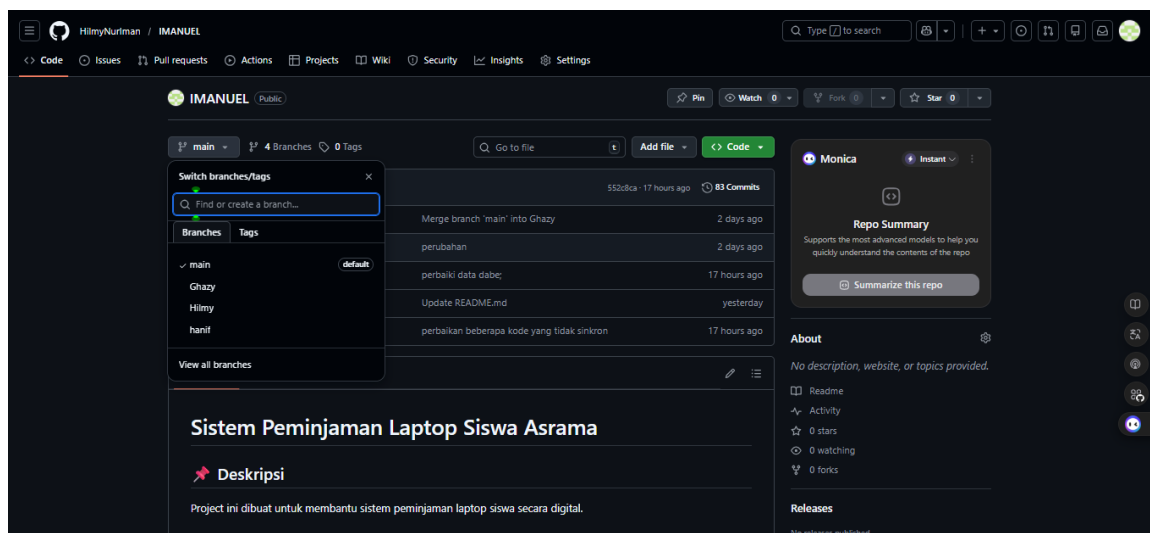 HilmyNurIman / IMANUEL
Type / to search
Code Issues Pull requests Actions Projects Wiki Security Insights Settings
IMANUEL Public
Pin Watch 0 Fork 0 Star 0
main 4 Branches 0 Tags
Go to file t Add file Code
Switch branches/tags
Find or create a branch...
Branches Tags
main default
Ghazy
Hilmy
hanif
View all branches
552c8ca · 17 hours ago 83 Commits
Merge branch 'main' into Ghazy 2 days ago
perubahan 2 days ago
perbaiki data dabe; 17 hours ago
Update README.md yesterday
perbaikan beberapa kode yang tidak sinkron 17 hours ago
Sistem Peminjaman Laptop Siswa Asrama
Deskripsi
Project ini dibuat untuk membantu sistem peminjaman laptop siswa secara digital.
Monica Instant
Repo Summary
Supports the most advanced models to help you
quickly understand the contents of the repo
Summarize this repo
About
No description, website, or topics provided.
Readme
Activity
0 stars
0 watching
0 forks
Releases
No releases published